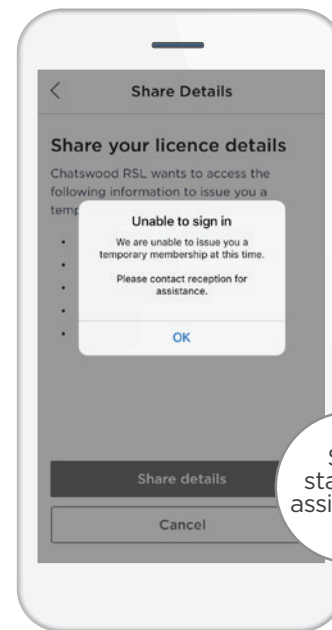 Share Details
Share your licence details
Chatswood RSL wants to access the
following information to issue you a
Unable to sign in
We are unable to issue you a
temporary membership at this time.
Please contact reception for
assistance.
OK
Share details
Cancel